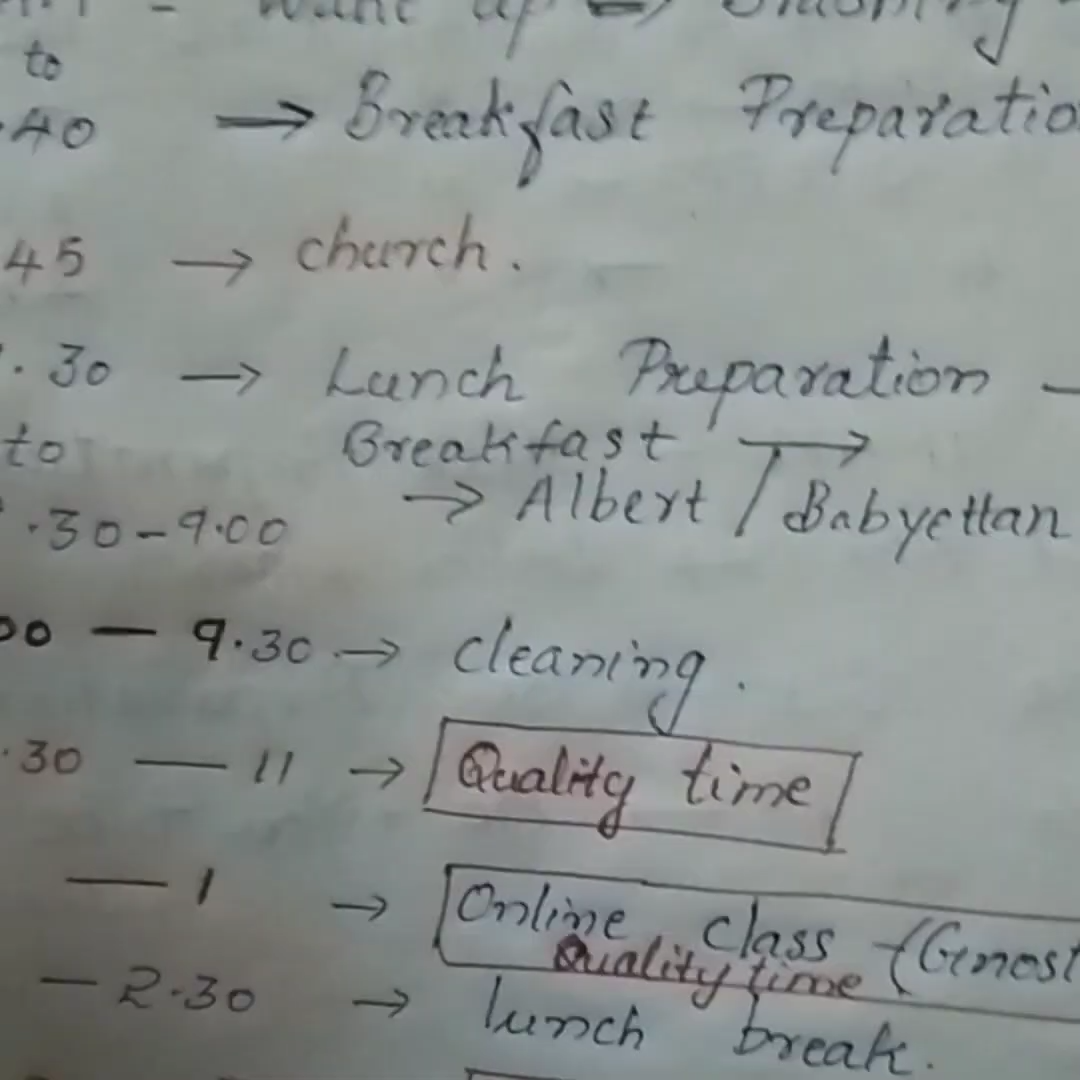 to
.40 → Breakfast Preparatio
45 → church.
. 30 → Lunch Preparation –
to Breakfast →
.30-9.00 → Albert / Babyettan
00 – 9.30 → cleaning.
.30 — 11 → Quality time
— 1 → Online class (Gnost
Quality time
– 2.30 → lunch break.